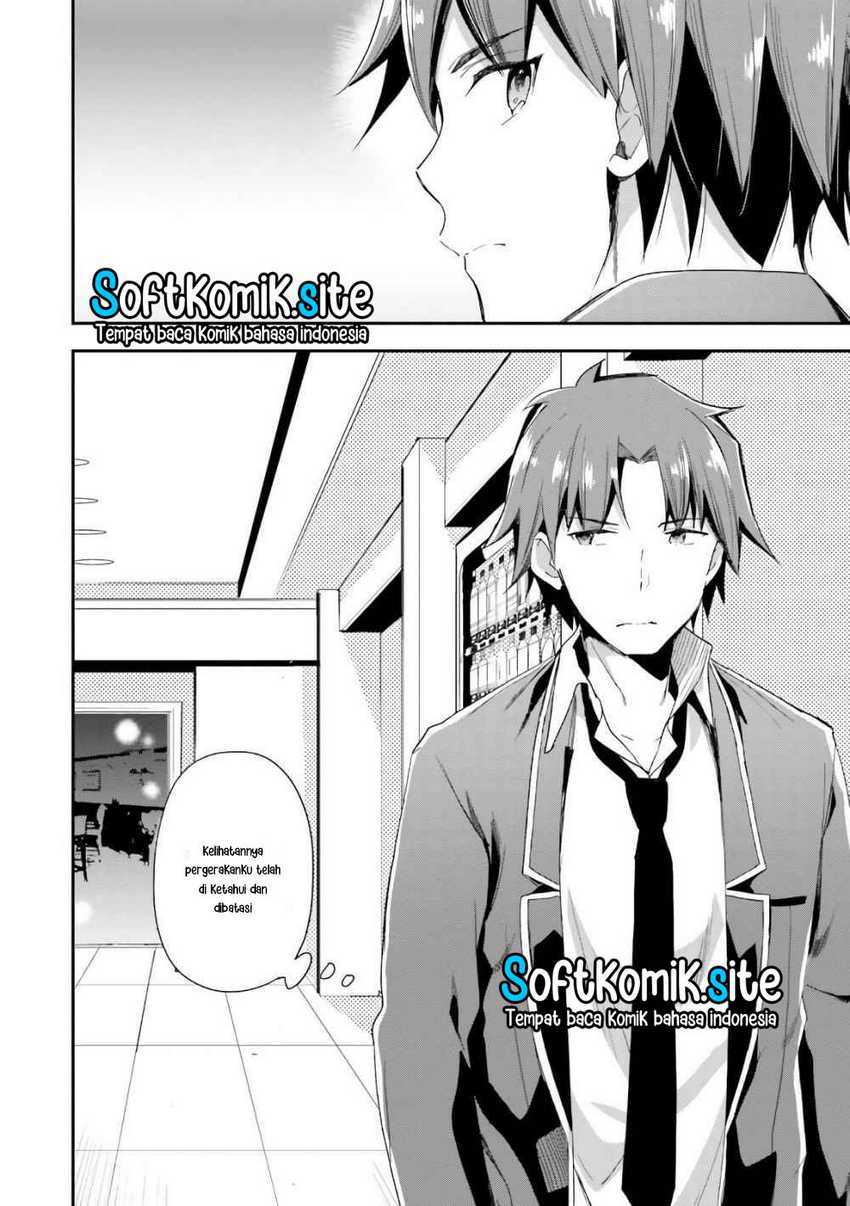 Softkomik.site
Tempat baca Komik bahasa indonesia
Kelihatannya
pergerakanku telah
di Ketahui dan
dibatasi
Softkomik.site
Tempat baca Komik bahasa indonesia